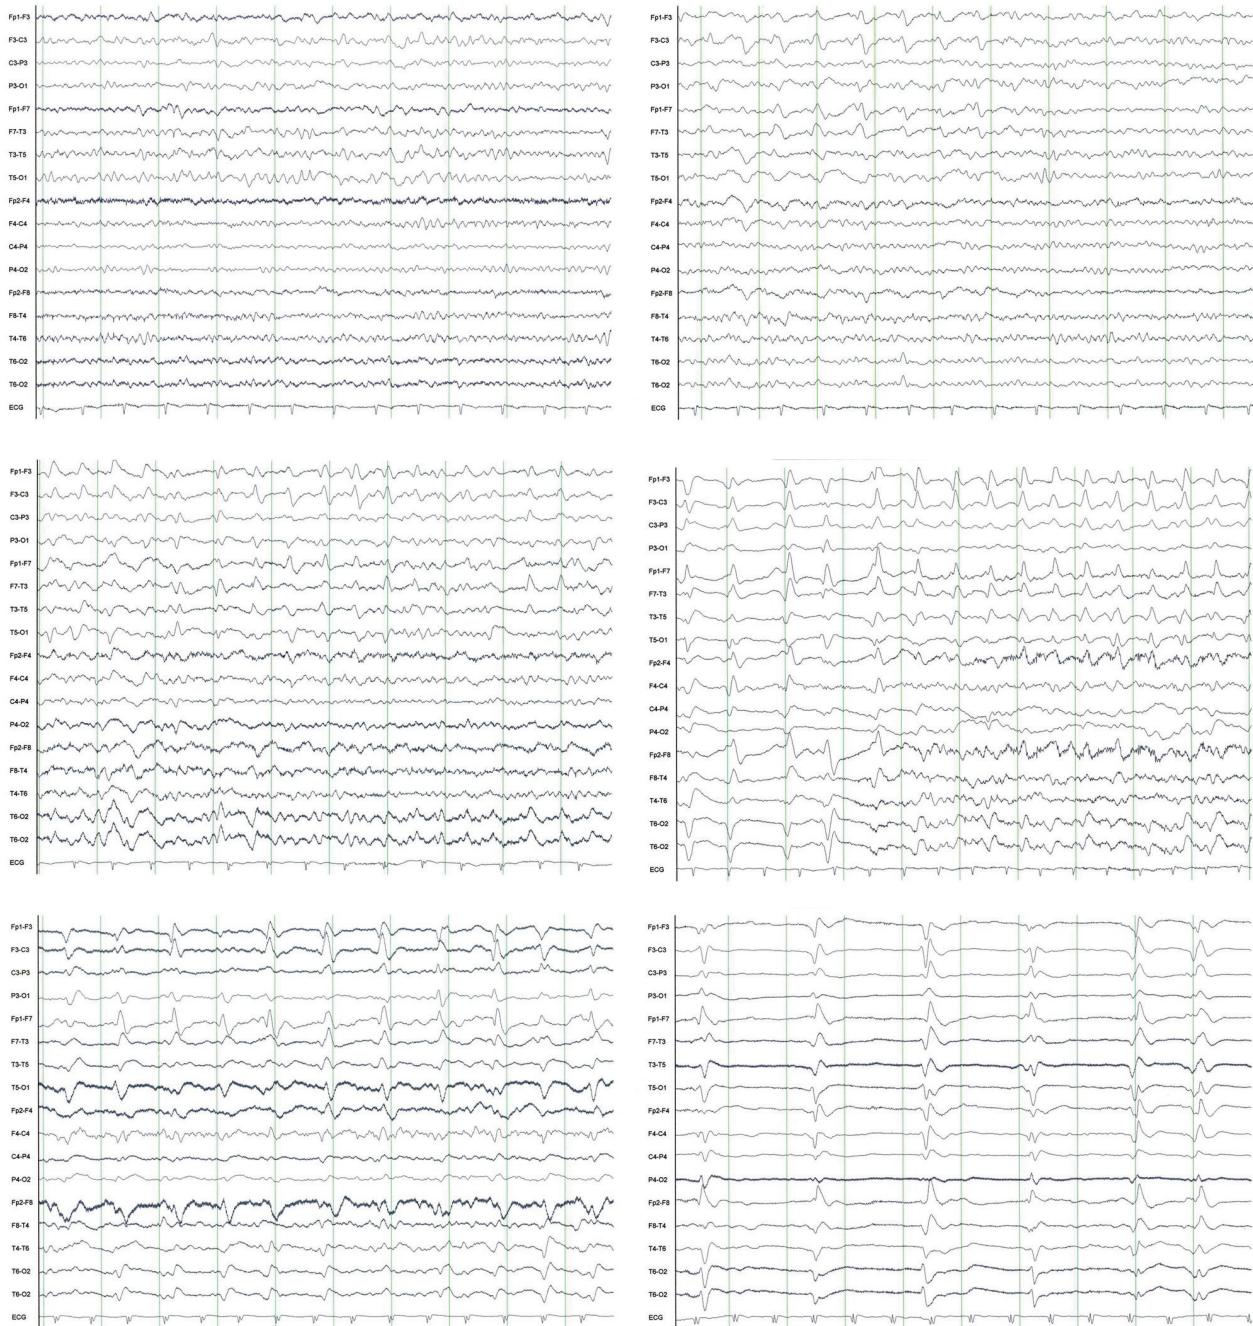 Fp1-F3
F3-C3
C3-P3
P3-O1
Fp1-F7
F7-T3
T3-T5
T5-O1
Fp2-F4
F4-C4
C4-P4
P4-O2
Fp2-F8
F8-T4
T4-T6
T6-O2
T6-O2
ECG
Fp1-F3
F3-C3
C3-P3
P3-O1
Fp1-F7
F7-T3
T3-T5
T5-O1
Fp2-F4
F4-C4
C4-P4
P4-O2
Fp2-F8
F8-T4
T4-T6
T6-O2
T6-O2
ECG
Fp1-F3
F3-C3
C3-P3
P3-O1
Fp1-F7
F7-T3
T3-T5
T5-O1
Fp2-F4
F4-C4
C4-P4
P4-O2
Fp2-F8
F8-T4
T4-T6
T6-O2
T6-O2
ECG
Fp1-F3
F3-C3
C3-P3
P3-O1
Fp1-F7
F7-T3
T3-T5
T5-O1
Fp2-F4
F4-C4
C4-P4
P4-O2
Fp2-F8
F8-T4
T4-T6
T6-O2
T6-O2
ECG
Fp1-F3
F3-C3
C3-P3
P3-O1
Fp1-F7
F7-T3
T3-T5
T5-O1
Fp2-F4
F4-C4
C4-P4
P4-O2
Fp2-F8
F8-T4
T4-T6
T6-O2
T6-O2
ECG
Fp1-F3
F3-C3
C3-P3
P3-O1
Fp1-F7
F7-T3
T3-T5
T5-O1
Fp2-F4
F4-C4
C4-P4
P4-O2
Fp2-F8
F8-T4
T4-T6
T6-O2
T6-O2
ECG